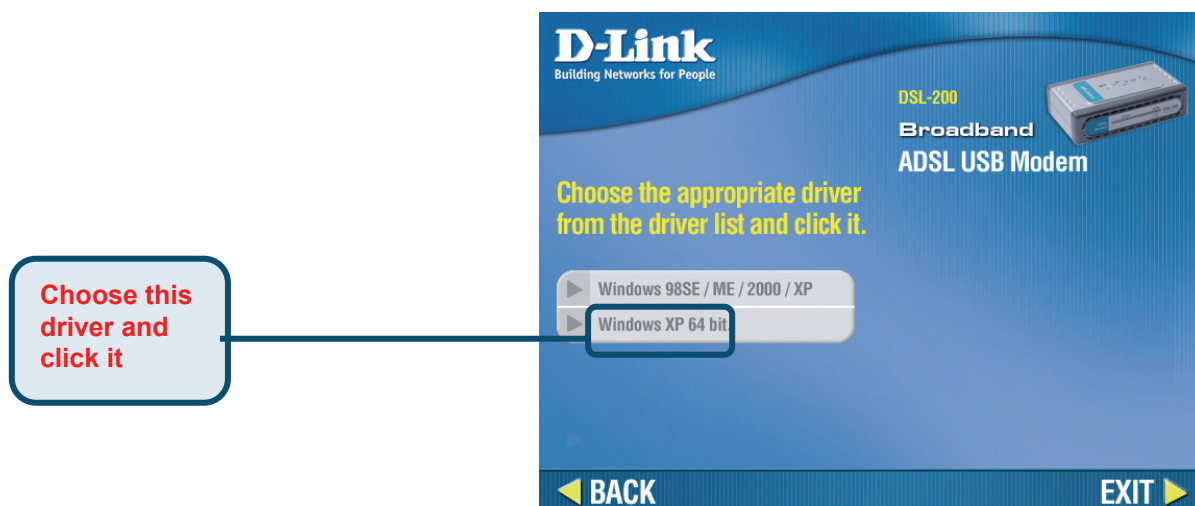 D-Link
Building Networks for People
DSL-200
Broadband
ADSL USB Modem
Choose the appropriate driver
from the driver list and click it.
Windows 98SE / ME / 2000 / XP
Windows XP 64 bit.
Choose this
driver and
click it
BACK
EXIT